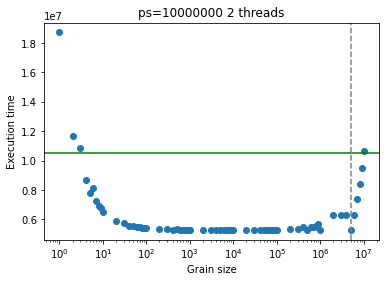 ps=10000000 2 threads
1e7
1.8
1.6
1.4
1.2
1.0
0.8
0.6
Execution time
10⁰ 10¹ 10² 10³ 10⁴ 10⁵ 10⁶ 10⁷
Grain size